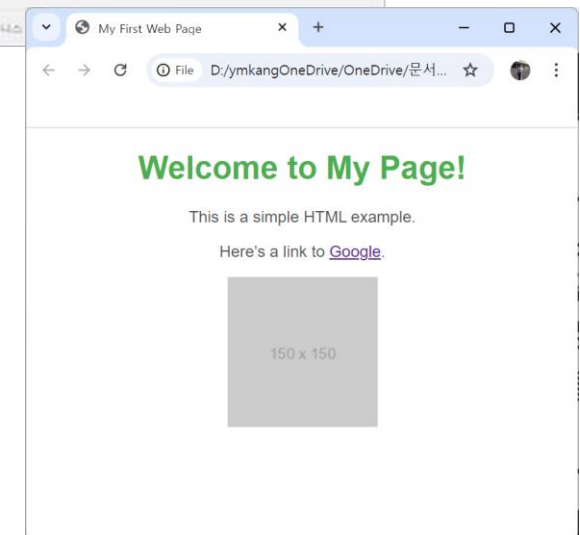 My First Web Page
File D:/ymkangOneDrive/OneDrive/문서...
Welcome to My Page!
This is a simple HTML example.
Here's a link to Google.
150 x 150